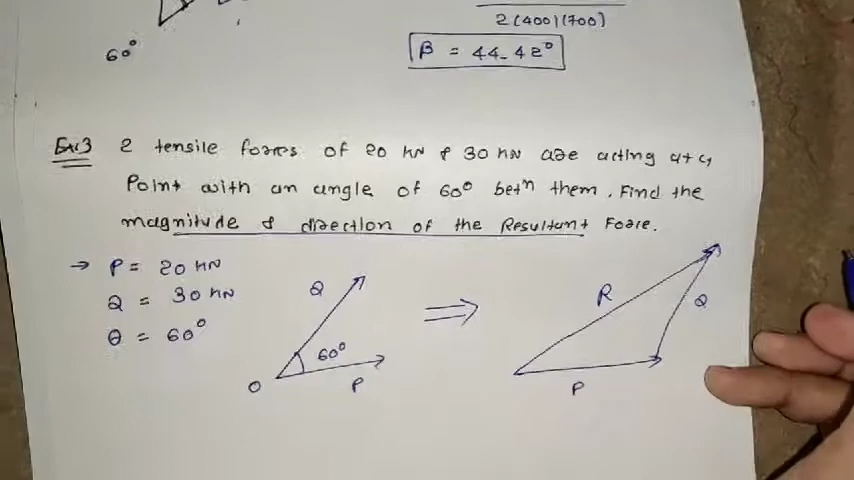 2(400)(700)
60°
β = 44.42°
Ex:3 2 tensile forces of 20 kN & 30 kN are acting at a
Point with an angle of 60° betⁿ them. Find the
magnitude & direction of the Resultant Force.
→ P = 20 kN
Q = 30 kN
θ = 60°
Q
60°
O
P
R
Q
P